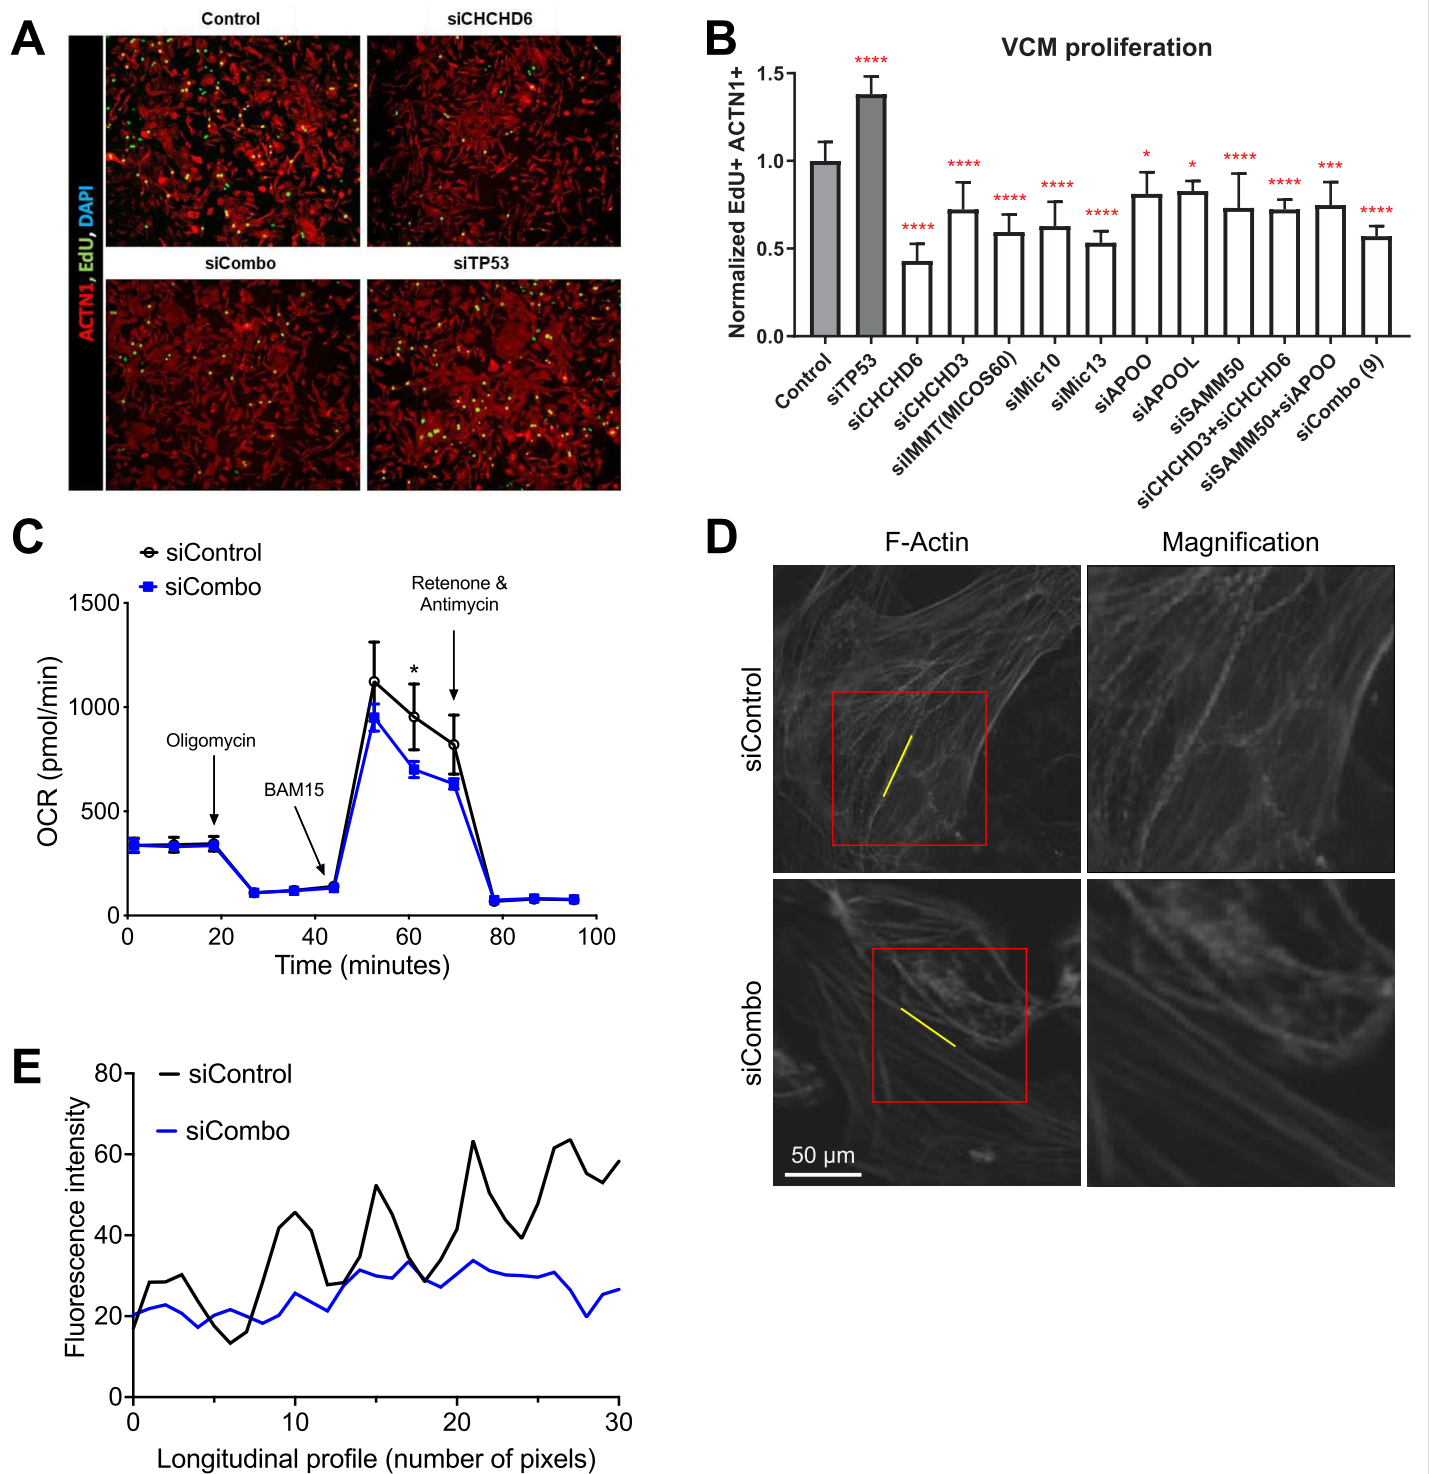 A
Control
siCHCHD6
siCombo
siTP53
ACTN1, EdU, DAPI
B
VCM proliferation
Normalized EdU+ ACTN1+
1.5
1.0
0.5
0.0
****
****
****
****
****
****
*
*
****
****
***
****
Control
siTP53
siCHCHD6
siCHCHD3
siIMMT(MICOS60)
siMic10
siMic13
siAPOO
siAPOOL
siSAMM50
siCHCHD3+siCHCHD6
siSAMM50+siAPOO
siCombo (9)
C
siControl
siCombo
OCR (pmol/min)
1500
1000
500
0
Oligomycin
BAM15
*
Retenone &
Antimycin
0 20 40 60 80 100
Time (minutes)
D
F-Actin
Magnification
siControl
siCombo
50 µm
E
siControl
siCombo
Fluorescence intensity
80
60
40
20
0
0 10 20 30
Longitudinal profile (number of pixels)